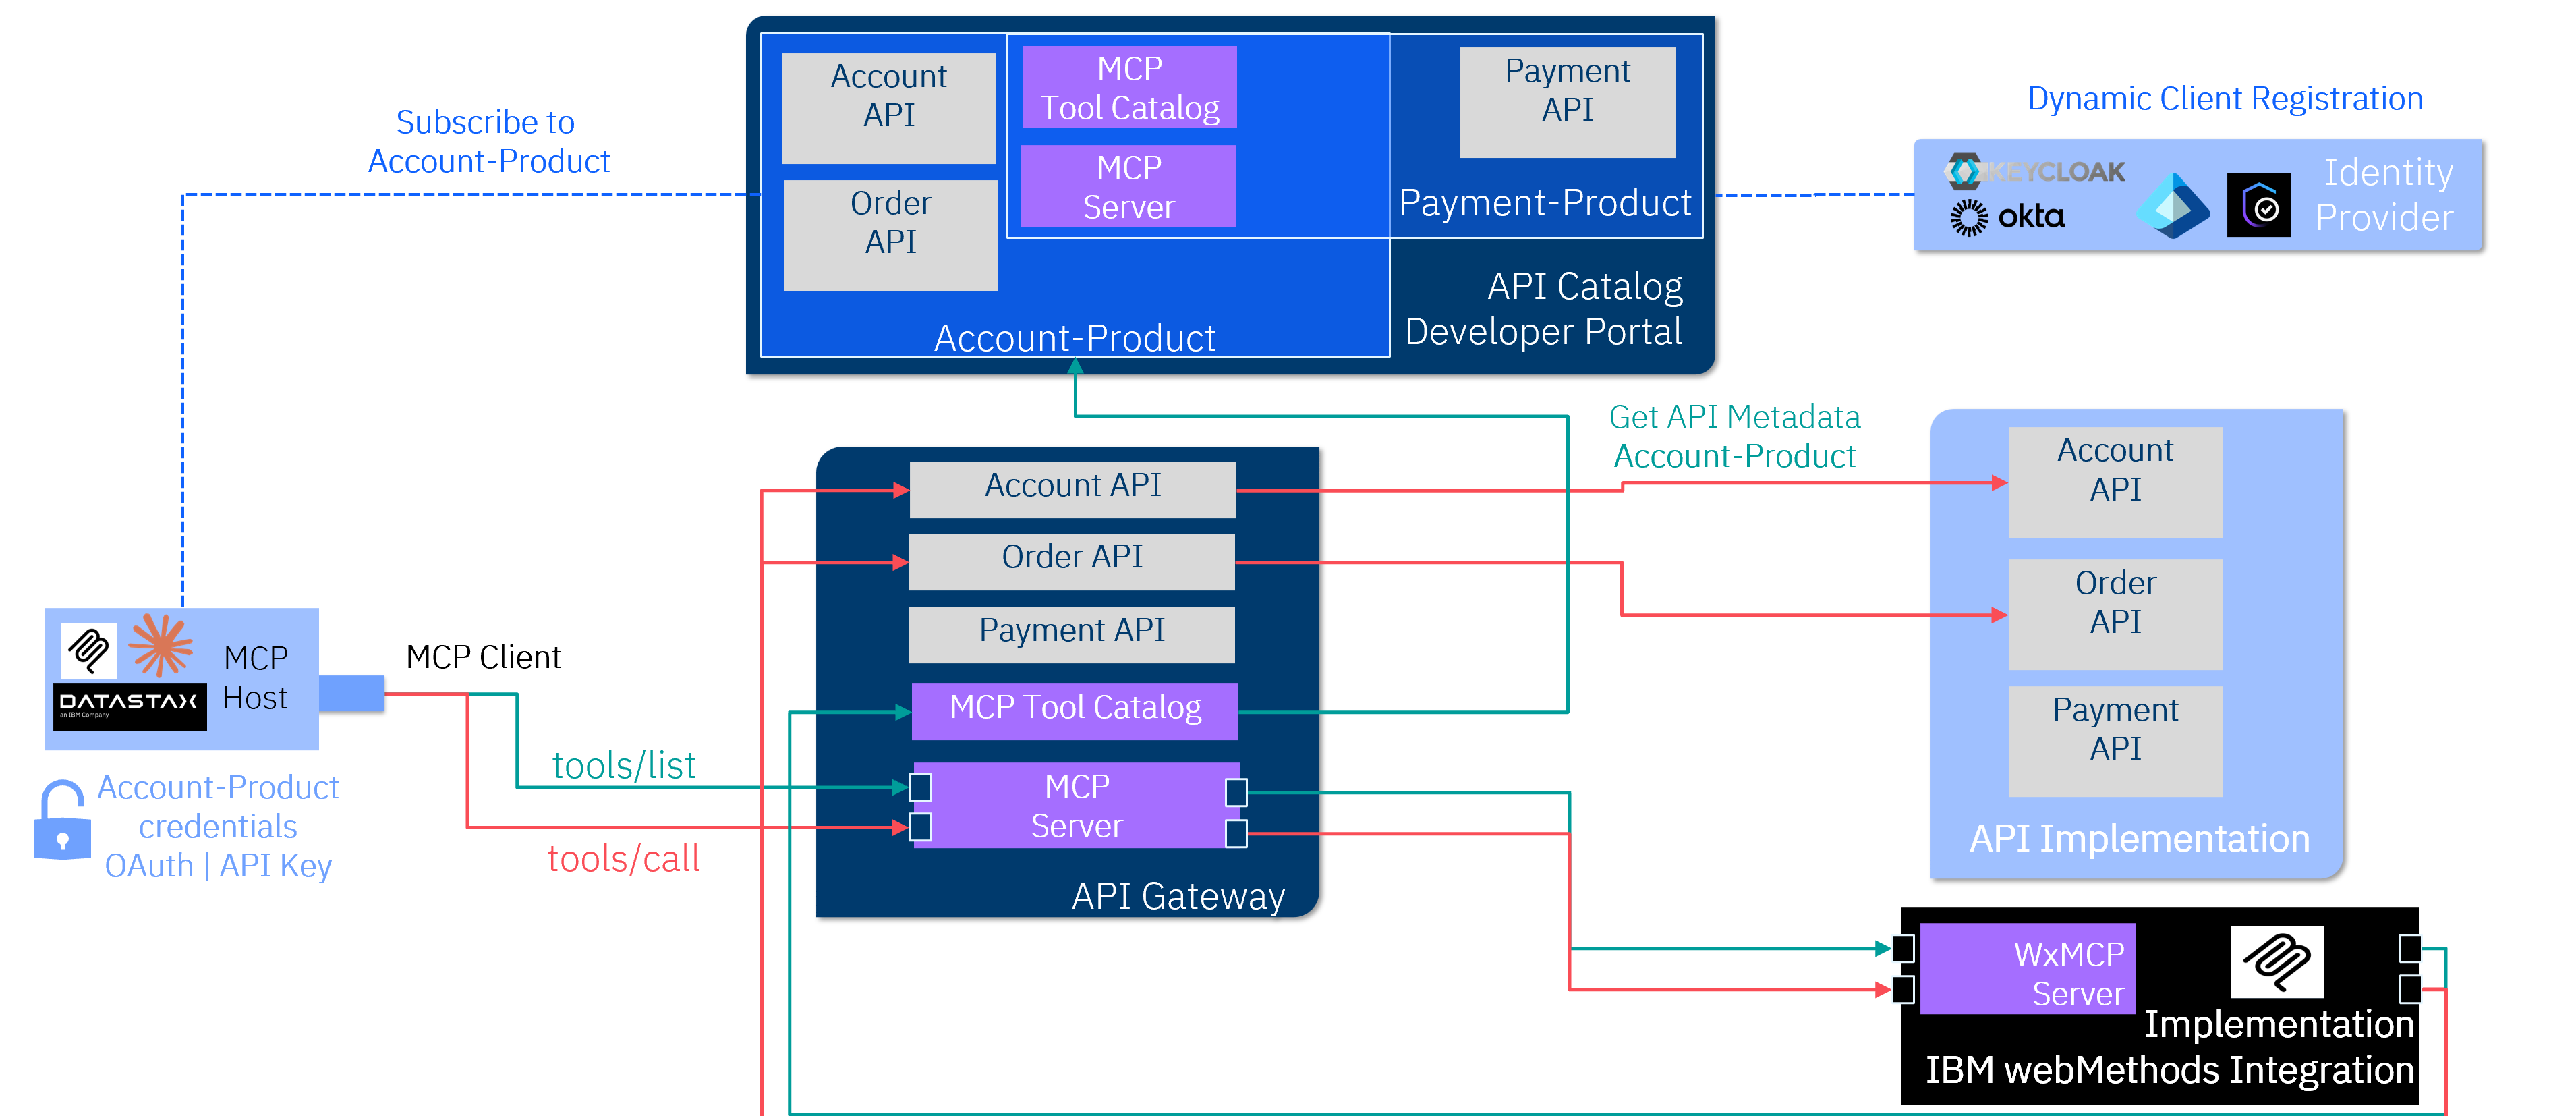 Account
API
MCP
Tool Catalog
Payment
API
Order
API
MCP
Server
Payment-Product
API Catalog
Developer Portal
Account-Product
Subscribe to
Account-Product
Dynamic Client Registration
KEYCLOAK
okta
Identity
Provider
Get API Metadata
Account-Product
Account API
Order API
Payment API
MCP Tool Catalog
MCP
Server
API Gateway
Account
API
Order
API
Payment
API
API Implementation
DATASTAX
an IBM Company
MCP
Host
MCP Client
tools/list
tools/call
Account-Product
credentials
OAuth | API Key
WxMCP
Server
Implementation
IBM webMethods Integration